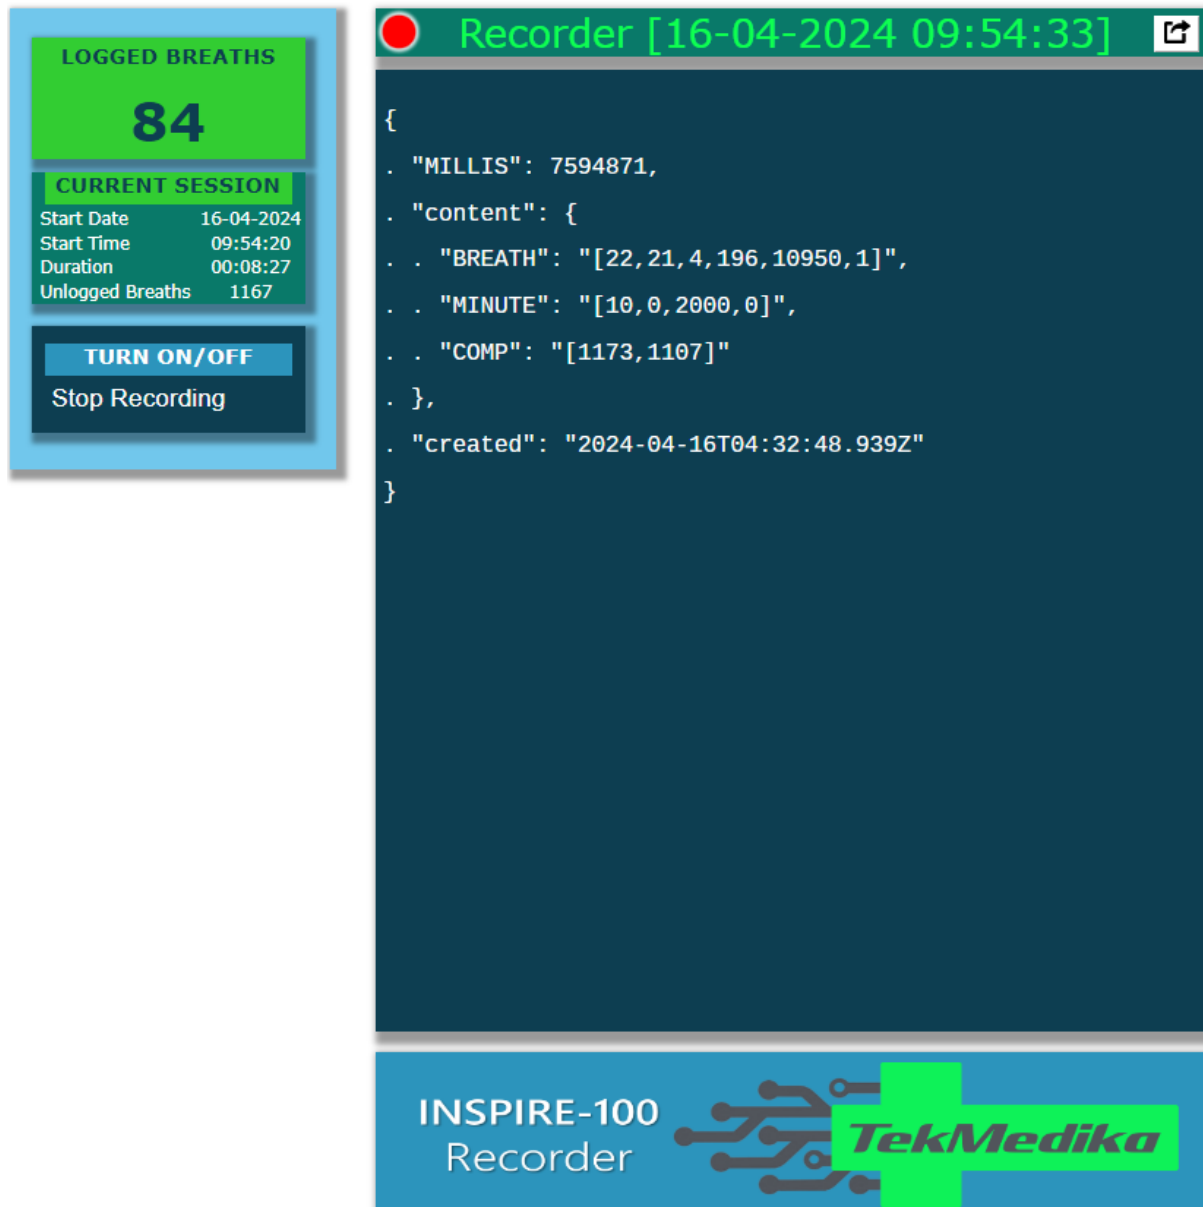 LOGGED BREATHS
84
CURRENT SESSION
Start Date 16-04-2024
Start Time 09:54:20
Duration 00:08:27
Unlogged Breaths 1167
TURN ON/OFF
Stop Recording
Recorder [16-04-2024 09:54:33]
{
. "MILLIS": 7594871,
. "content": {
. . "BREATH": "[22,21,4,196,10950,1]",
. . "MINUTE": "[10,0,2000,0]",
. . "COMP": "[1173,1107]"
. },
. "created": "2024-04-16T04:32:48.939Z"
}
INSPIRE-100
Recorder
TekMedika